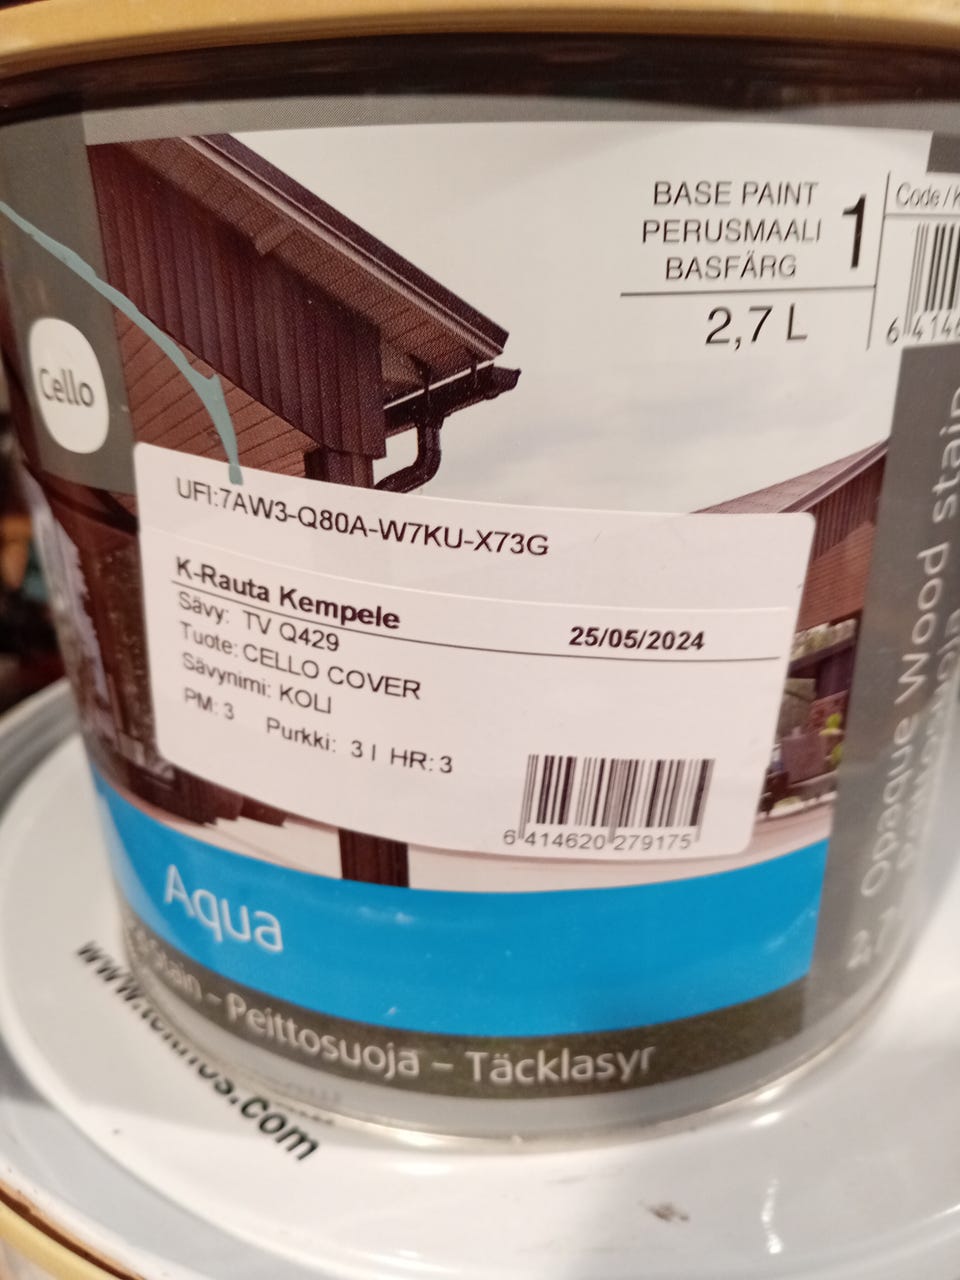 BASE PAINT
PERUSMAALI
BASFÄRG
1
2,7 L
Code /
6 4146
Cello
UFI:7AW3-Q80A-W7KU-X73G
K-Rauta Kempele
25/05/2024
Sävy: TV Q429
Tuote: CELLO COVER
Sävynimi: KOLI
PM: 3 Purkki: 3 l HR: 3
6 414620 279175
Aqua
Peittosuoja – Täcklasyr
Opaque wood stain